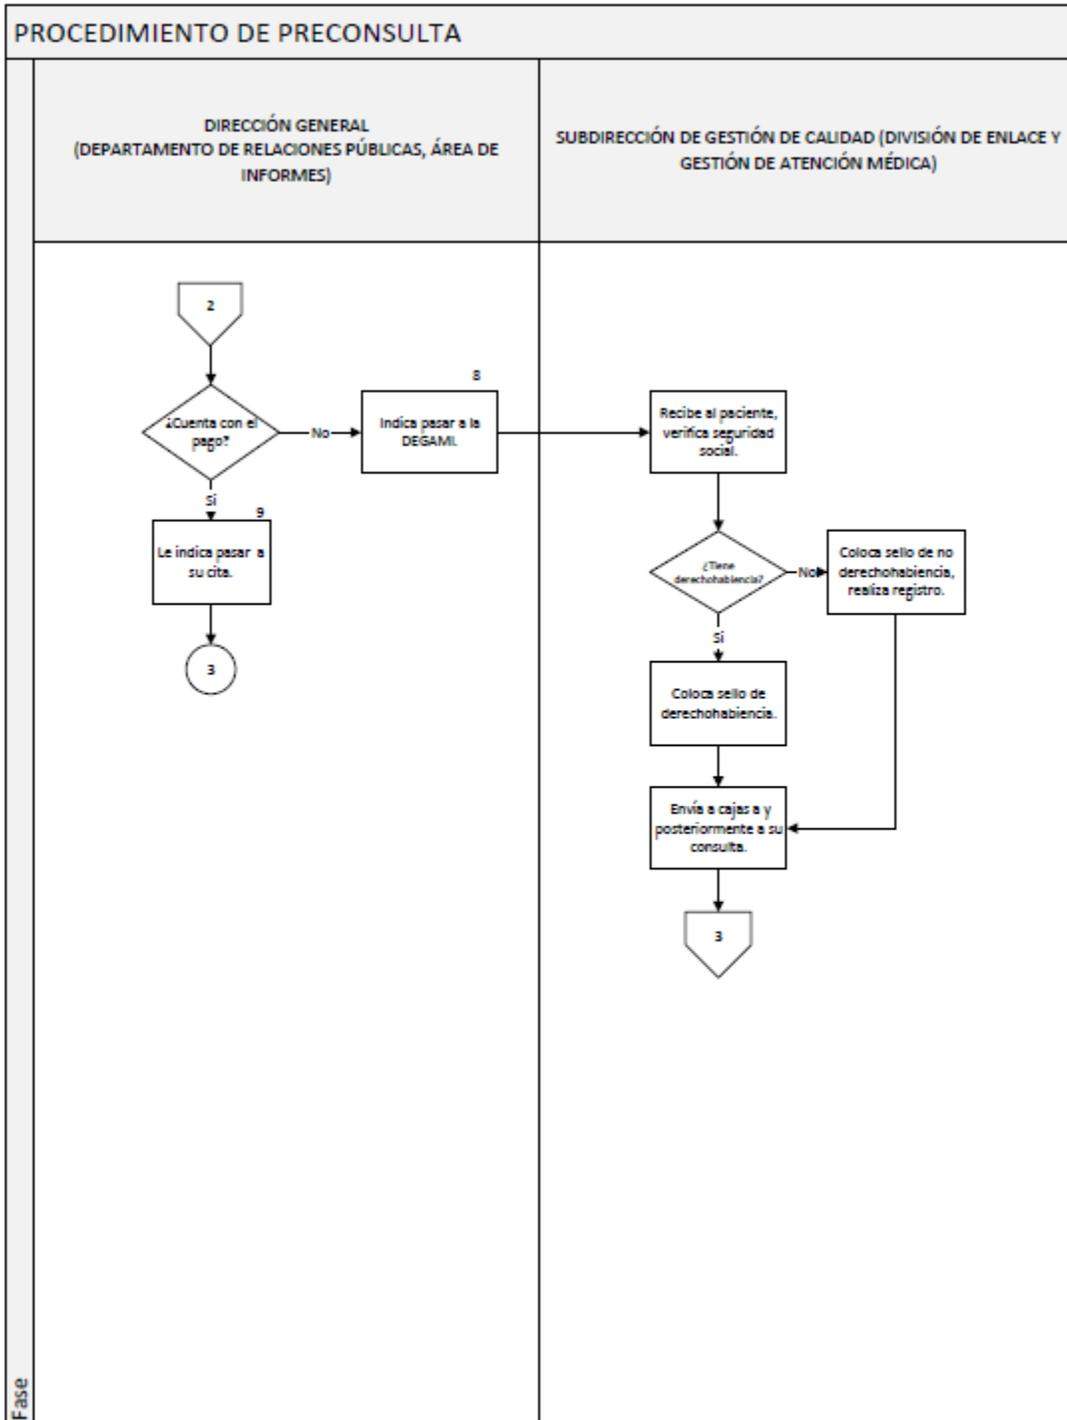 PROCEDIMIENTO DE PRECONSULTA
DIRECCIÓN GENERAL
(DEPARTAMENTO DE RELACIONES PÚBLICAS, ÁREA DE
INFORMES)
SUBDIRECCIÓN DE GESTIÓN DE CALIDAD (DIVISIÓN DE ENLACE Y
GESTIÓN DE ATENCIÓN MÉDICA)
2
¿Cuenta con el
pago?
No
8
Indica pasar a la
DEGAMI.
Sí
9
Le indica pasar a
su cita.
3
Recibe al paciente,
verifica seguridad
social.
¿Tiene
derechohabiencia?
No
Coloca sello de no
derechohabiencia,
realiza registro.
Sí
Coloca sello de
derechohabiencia.
Envía a cajas a y
posteriormente a su
consulta.
3
Fase